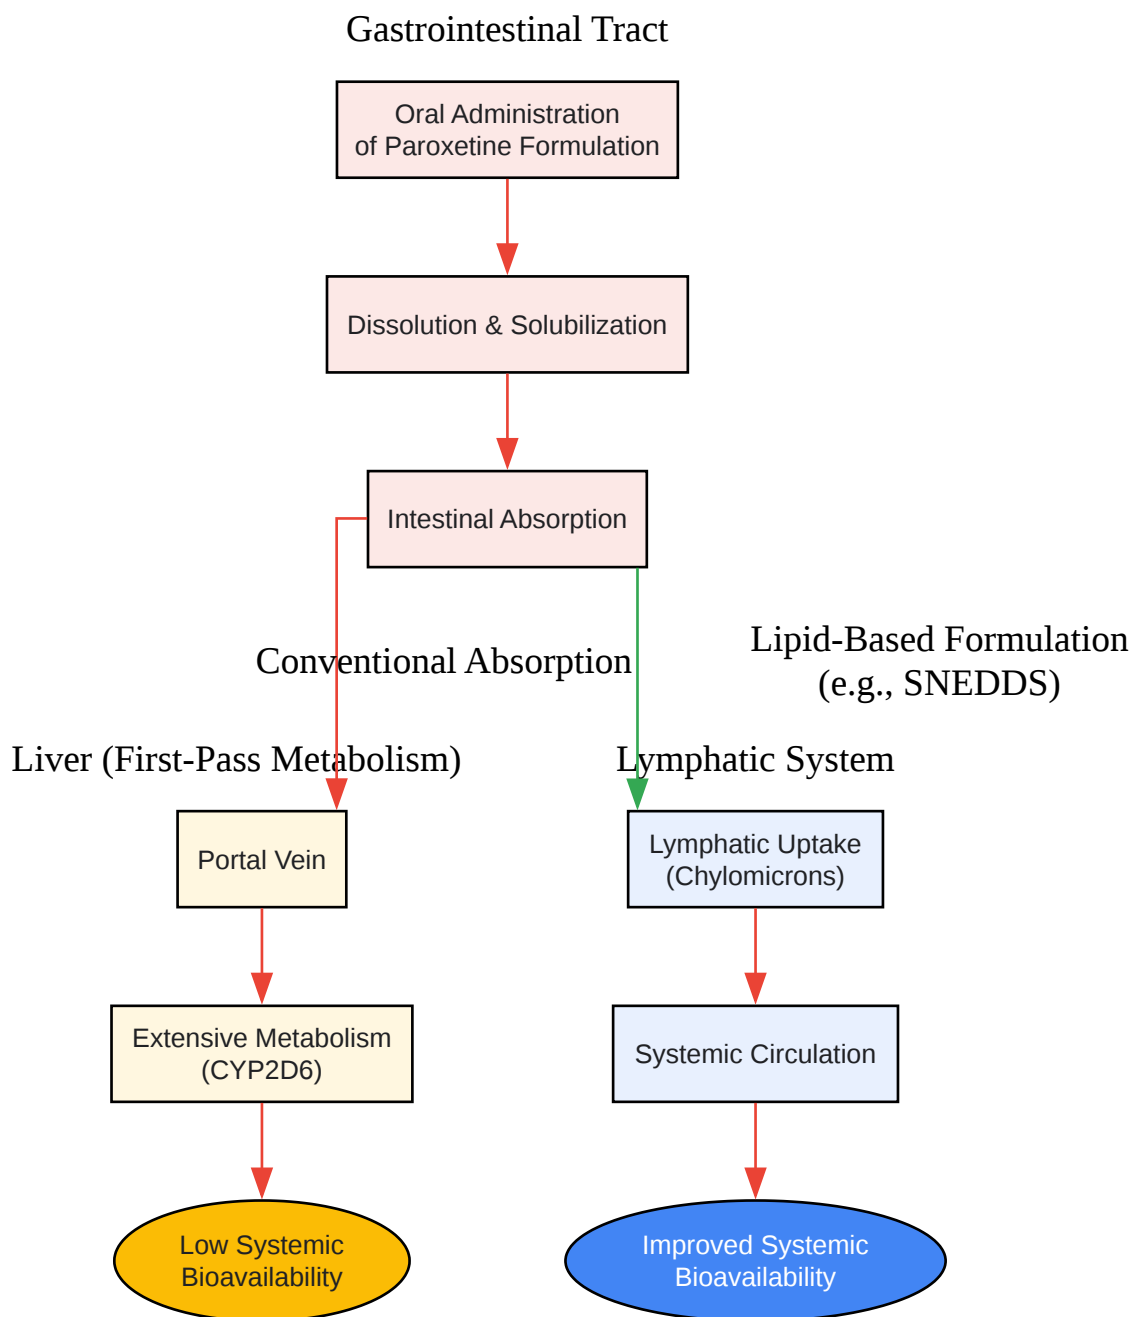 Gastrointestinal Tract
Oral Administration
of Paroxetine Formulation
Dissolution & Solubilization
Intestinal Absorption
Conventional Absorption
Lipid-Based Formulation
(e.g., SNEDDS)
Liver (First-Pass Metabolism)
Lymphatic System
Portal Vein
Lymphatic Uptake
(Chylomicrons)
Extensive Metabolism
(CYP2D6)
Systemic Circulation
Low Systemic
Bioavailability
Improved Systemic
Bioavailability